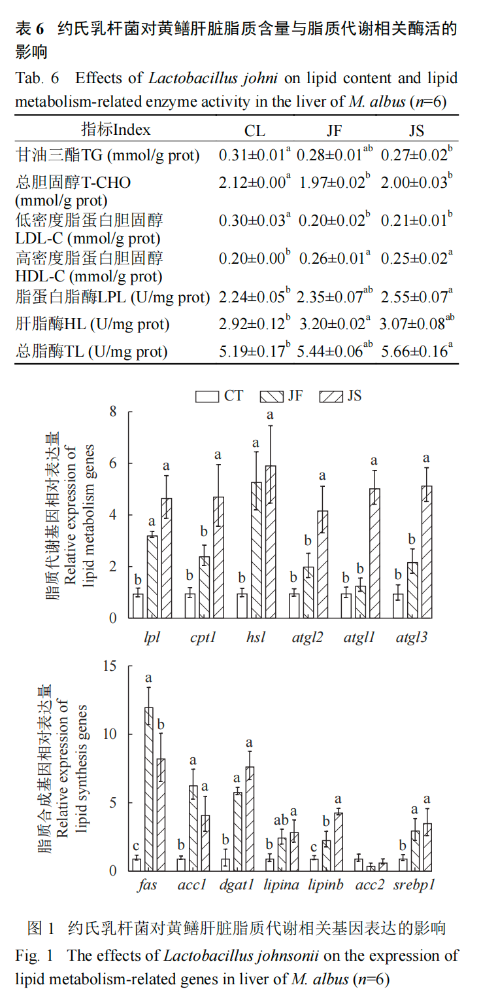 表 6 约氏乳杆菌对黄鳝肝脏脂质含量与脂质代谢相关酶活的
影响
Tab. 6 Effects of Lactobacillus johni on lipid content and lipid
metabolism-related enzyme activity in the liver of M. albus (n=6)
指标Index CL JF JS
甘油三酯TG (mmol/g prot) 0.31±0.01a 0.28±0.01ab 0.27±0.02b
总胆固醇T-CHO
(mmol/g prot) 2.12±0.00a 1.97±0.02b 2.00±0.03b
低密度脂蛋白胆固醇
LDL-C (mmol/g prot) 0.30±0.03a 0.20±0.02b 0.21±0.01b
高密度脂蛋白胆固醇
HDL-C (mmol/g prot) 0.20±0.00b 0.26±0.01a 0.25±0.02a
脂蛋白脂酶LPL (U/mg prot) 2.24±0.05b 2.35±0.07ab 2.55±0.07a
肝脂酶HL (U/mg prot) 2.92±0.12b 3.20±0.02a 3.07±0.08ab
总脂酶TL (U/mg prot) 5.19±0.17b 5.44±0.06ab 5.66±0.16a
CT JF JS
脂质代谢基因相对表达量
Relative expression of
lipid metabolism genes
8
6
4
2
0
b a a
b b a
b a a
b b a
b b a
b b a
lpl cpt1 hsl atgl2 atgl1 atgl3
脂质合成基因相对表达量
Relative expression of
lipid synthesis genes
15
10
5
0
c a b
b a a
b a a
b ab a
c b a
b a a
fas acc1 dgat1 lipina lipinb acc2 srebp1
图 1 约氏乳杆菌对黄鳝肝脏脂质代谢相关基因表达的影响
Fig. 1 The effects of Lactobacillus johnsonii on the expression of
lipid metabolism-related genes in liver of M. albus (n=6)